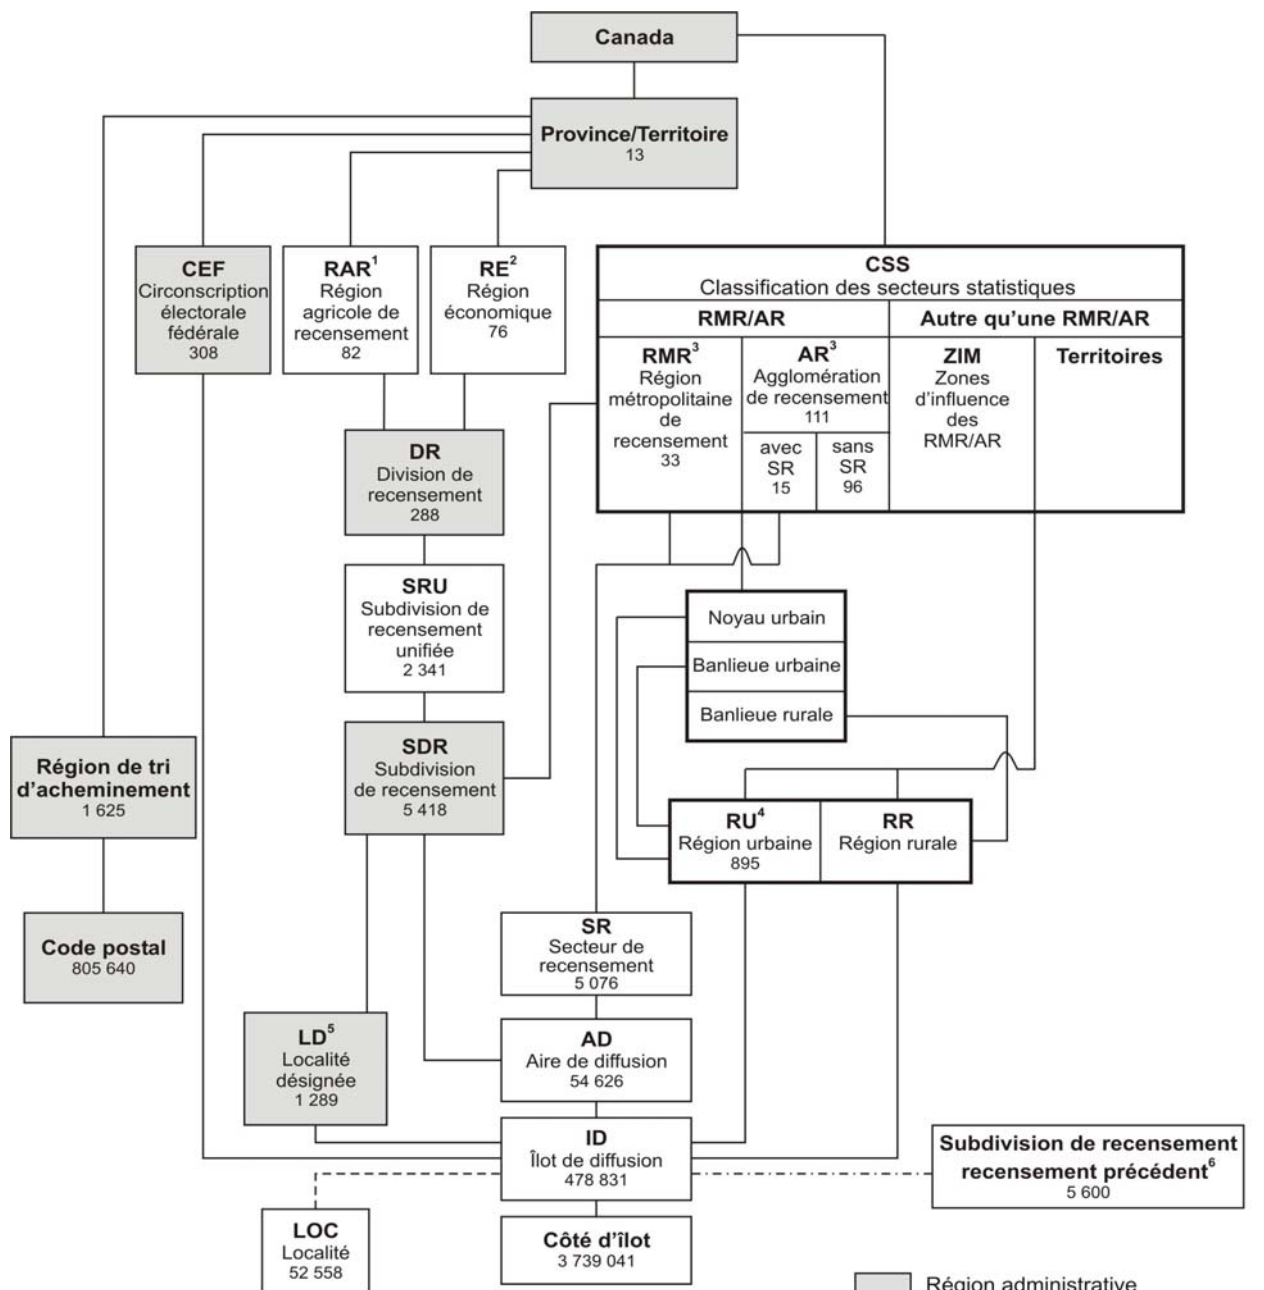 Canada
Province/Territoire
13
CEF
Circonscription
électorale
fédérale
308
RAR¹
Région
agricole de
recensement
82
RE²
Région
économique
76
CSS
Classification des secteurs statistiques
RMR/AR
Autre qu’une RMR/AR
RMR³
Région
métropolitaine
de
recensement
33
AR³
Agglomération
de recensement
111
avec
SR
15
sans
SR
96
ZIM
Zones
d’influence
des
RMR/AR
Territoires
DR
Division de
recensement
288
SRU
Subdivision de
recensement
unifiée
2 341
Noyau urbain
Banlieue urbaine
Banlieue rurale
SDR
Subdivision
de recensement
5 418
Région de tri
d’acheminement
1 625
RU⁴
Région urbaine
895
RR
Région rurale
Code postal
805 640
SR
Secteur de
recensement
5 076
LD⁵
Localité
désignée
1 289
AD
Aire de diffusion
54 626
ID
Îlot de diffusion
478 831
Subdivision de recensement
recensement précédent⁶
5 600
LOC
Localité
52 558
Côté d’îlot
3 739 041
Région administrative